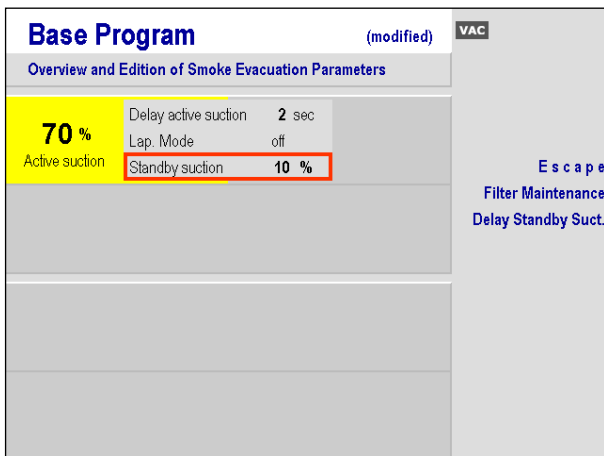 Base Program (modified)
Overview and Edition of Smoke Evacuation Parameters
70 %
Active suction
Delay active suction 2 sec
Lap. Mode off
Standby suction 10 %
VAC
Escape
Filter Maintenance
Delay Standby Suct.